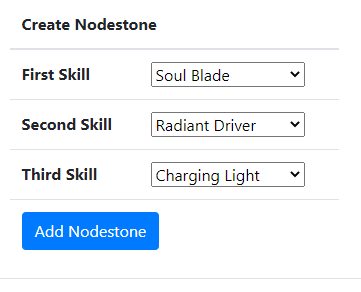 Create Nodestone
First Skill Soul Blade
Second Skill Radiant Driver
Third Skill Charging Light
Add Nodestone